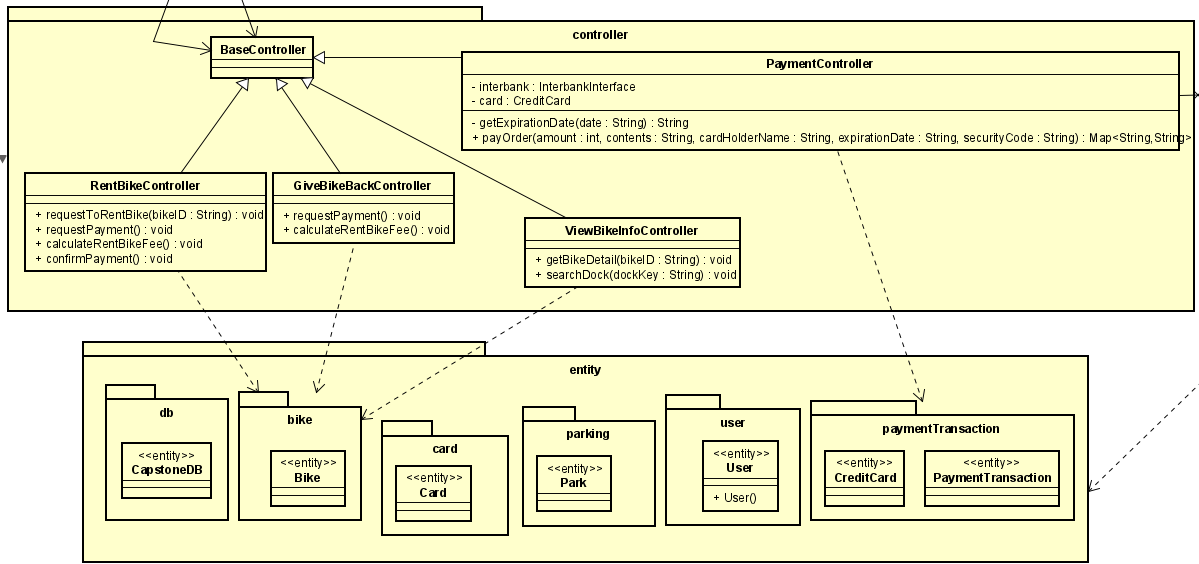 controller
BaseController
PaymentController
- interbank : InterbankInterface
- card : CreditCard
- getExpirationDate(date : String) : String
+ payOrder(amount : int, contents : String, cardHolderName : String, expirationDate : String, securityCode : String) : Map<String,String>
RentBikeController
+ requestToRentBike(bikeID : String) : void
+ requestPayment() : void
+ calculateRentBikeFee() : void
+ confirmPayment() : void
GiveBikeBackController
+ requestPayment() : void
+ calculateRentBikeFee() : void
ViewBikeInfoController
+ getBikeDetail(bikeID : String) : void
+ searchDock(dockKey : String) : void
entity
db
<<entity>>
CapstoneDB
bike
<<entity>>
Bike
card
<<entity>>
Card
parking
<<entity>>
Park
user
<<entity>>
User
+ User()
paymentTransaction
<<entity>>
CreditCard
<<entity>>
PaymentTransaction